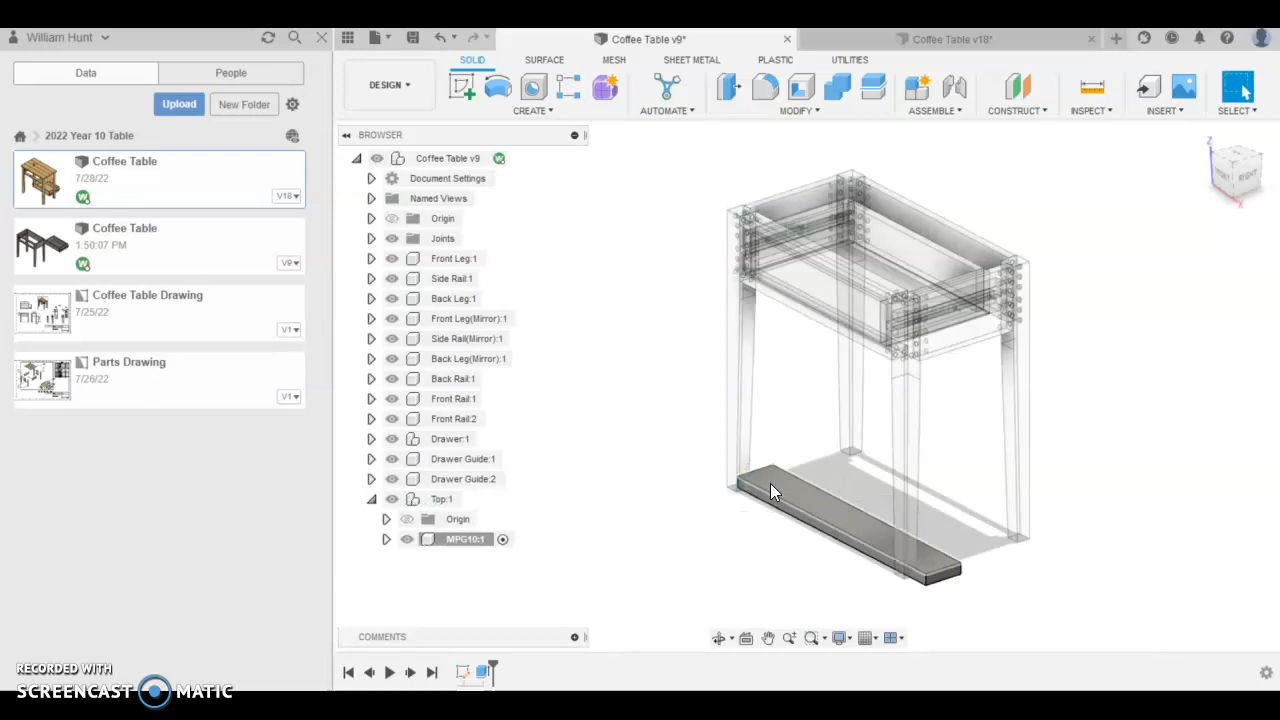 William Hunt
Coffee Table v9*
Coffee Table v18*
Data
People
Upload
New Folder
2022 Year 10 Table
Coffee Table
7/28/22
V18
Coffee Table
1:50:07 PM
V9
Coffee Table Drawing
7/25/22
V1
Parts Drawing
7/26/22
V1
DESIGN
SOLID
SURFACE
MESH
SHEET METAL
PLASTIC
UTILITIES
CREATE
AUTOMATE
MODIFY
ASSEMBLE
CONSTRUCT
INSPECT
INSERT
SELECT
BROWSER
Coffee Table v9
Document Settings
Named Views
Origin
Joints
Front Leg:1
Side Rail:1
Back Leg:1
Front Leg(Mirror):1
Side Rail(Mirror):1
Back Leg(Mirror):1
Back Rail:1
Front Rail:1
Front Rail:2
Drawer:1
Drawer Guide:1
Drawer Guide:2
Top:1
Origin
MPG10:1
Z
FRONT
RIGHT
X
COMMENTS
RECORDED WITH
SCREENCAST MATIC